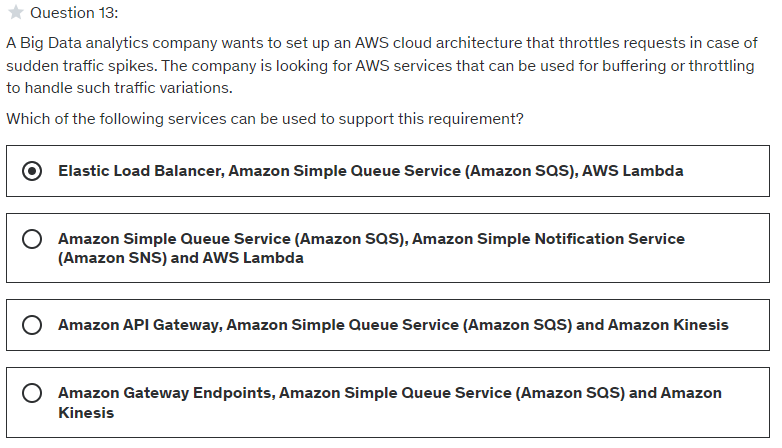 Question 13:
A Big Data analytics company wants to set up an AWS cloud architecture that throttles requests in case of
sudden traffic spikes. The company is looking for AWS services that can be used for buffering or throttling
to handle such traffic variations.
Which of the following services can be used to support this requirement?
Elastic Load Balancer, Amazon Simple Queue Service (Amazon SQS), AWS Lambda
Amazon Simple Queue Service (Amazon SQS), Amazon Simple Notification Service
(Amazon SNS) and AWS Lambda
Amazon API Gateway, Amazon Simple Queue Service (Amazon SQS) and Amazon Kinesis
Amazon Gateway Endpoints, Amazon Simple Queue Service (Amazon SQS) and Amazon
Kinesis